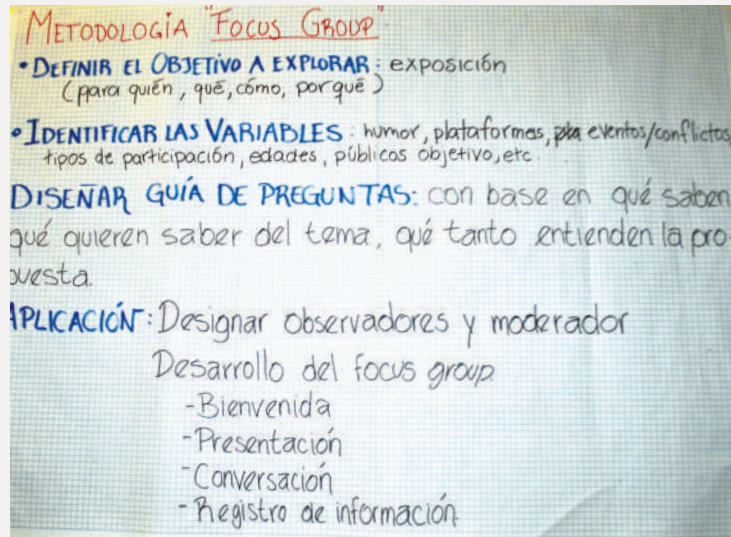 METODOLOGÍA "FOCUS GROUP".
• DEFINIR EL OBJETIVO A EXPLORAR: exposición
(para quién, qué, cómo, por qué)
• IDENTIFICAR LAS VARIABLES: humor, plataformas, eventos/conflictos,
tipos de participación, edades, públicos objetivo, etc.
DISEÑAR GUÍA DE PREGUNTAS: con base en qué saben
qué quieren saber del tema, qué tanto entienden la pro-
uesta.
APLICACIÓN: Designar observadores y moderador
Desarrollo del focus group.
-Bienvenida
-Presentación
-Conversación
-Registro de información